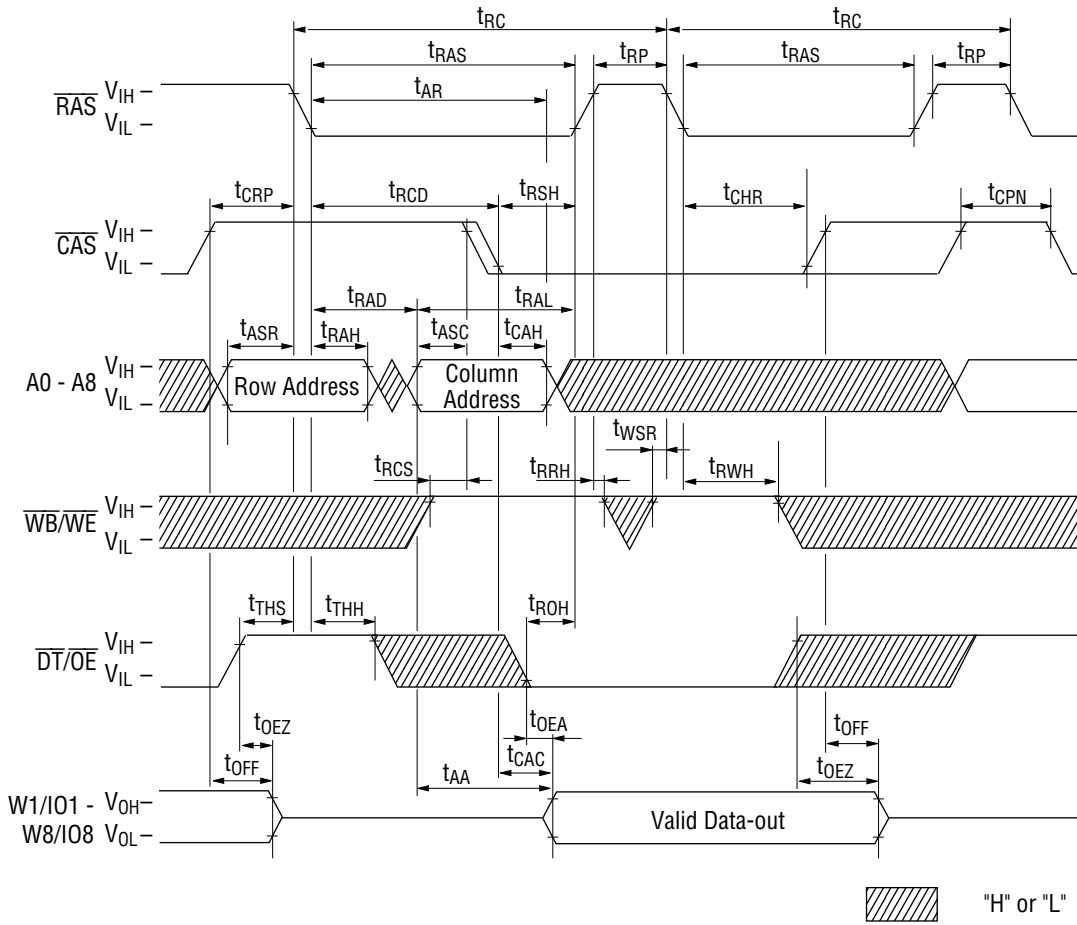 tRC tRC
tRAS tRP tRAS tRP
tAR
RAS VIH –
VIL –
tCRP tRCD tRSH tCHR tCPN
CAS VIH –
VIL –
tRAD tRAL
tASR tRAH tASC tCAH
A0 - A8 VIH –
VIL –
Row Address Column
Address
tWSR
tRCS tRRH tRWH
WB/WE VIH –
VIL –
tTHS tTHH tROH
DT/OE VIH –
VIL –
tOEZ tOEA tOFF
tOFF tAA tCAC tOEZ
W1/IO1 - VOH –
W8/IO8 VOL –
Valid Data-out
"H" or "L"